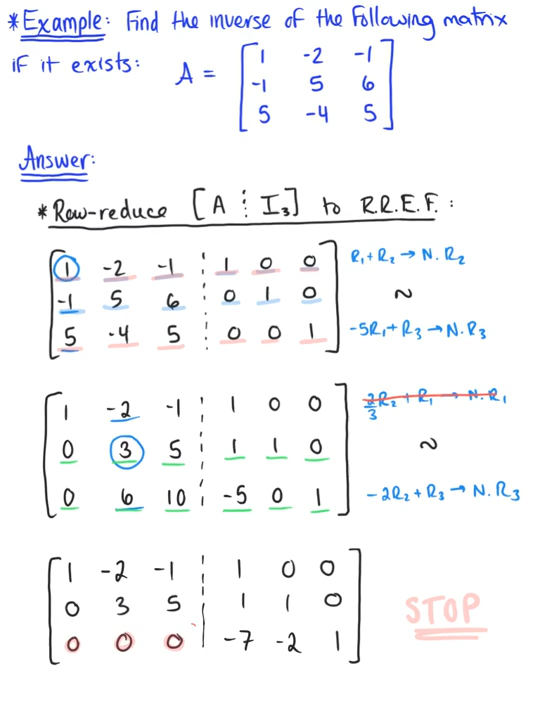 *Example: Find the inverse of the following matrix
if it exists: A = [1 -2 -1
-1 5 6
5 -4 5]
Answer:
*Row-reduce [A ⋮ I₃] to R.R.E.F.:
[1 -2 -1 ⋮ 1 0 0] R₁+R₂→N.R₂
-1 5 6 ⋮ 0 1 0 ~
5 -4 5 ⋮ 0 0 1 -5R₁+R₃→N.R₃
[1 -2 -1 ¦ 1 0 0] 2/3R₂+R₁→N.R₁
0 3 5 ¦ 1 1 0 ~
0 6 10 ¦ -5 0 1 -2R₂+R₃→N.R₃
[1 -2 -1 ¦ 1 0 0]
0 3 5 ¦ 1 1 0 STOP
0 0 0 ¦ -7 -2 1